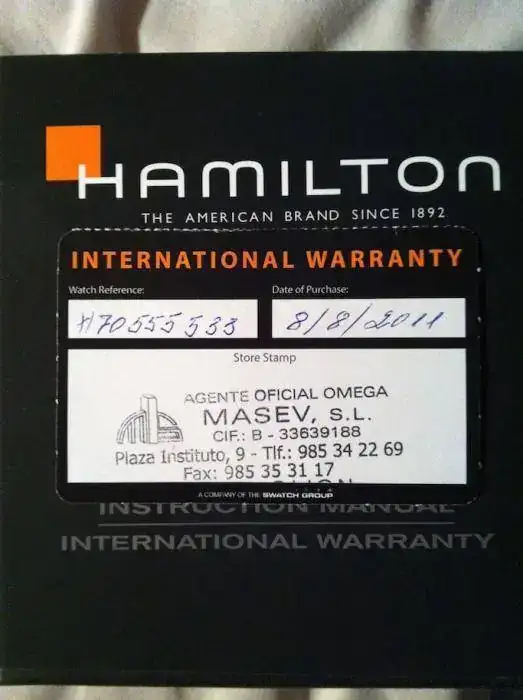 HAMILTON
THE AMERICAN BRAND SINCE 1892
INTERNATIONAL WARRANTY
Watch Reference: Date of Purchase:
H70555533 8/8/2011
Store Stamp
AGENTE OFICIAL OMEGA
MASEV, S.L.
CIF.: B - 33639188
Plaza Instituto, 9 - Tlf.: 985 34 22 69
Fax: 985 35 31 17
A COMPANY OF THE SWATCH GROUP
INSTRUCTION MANUAL
INTERNATIONAL WARRANTY